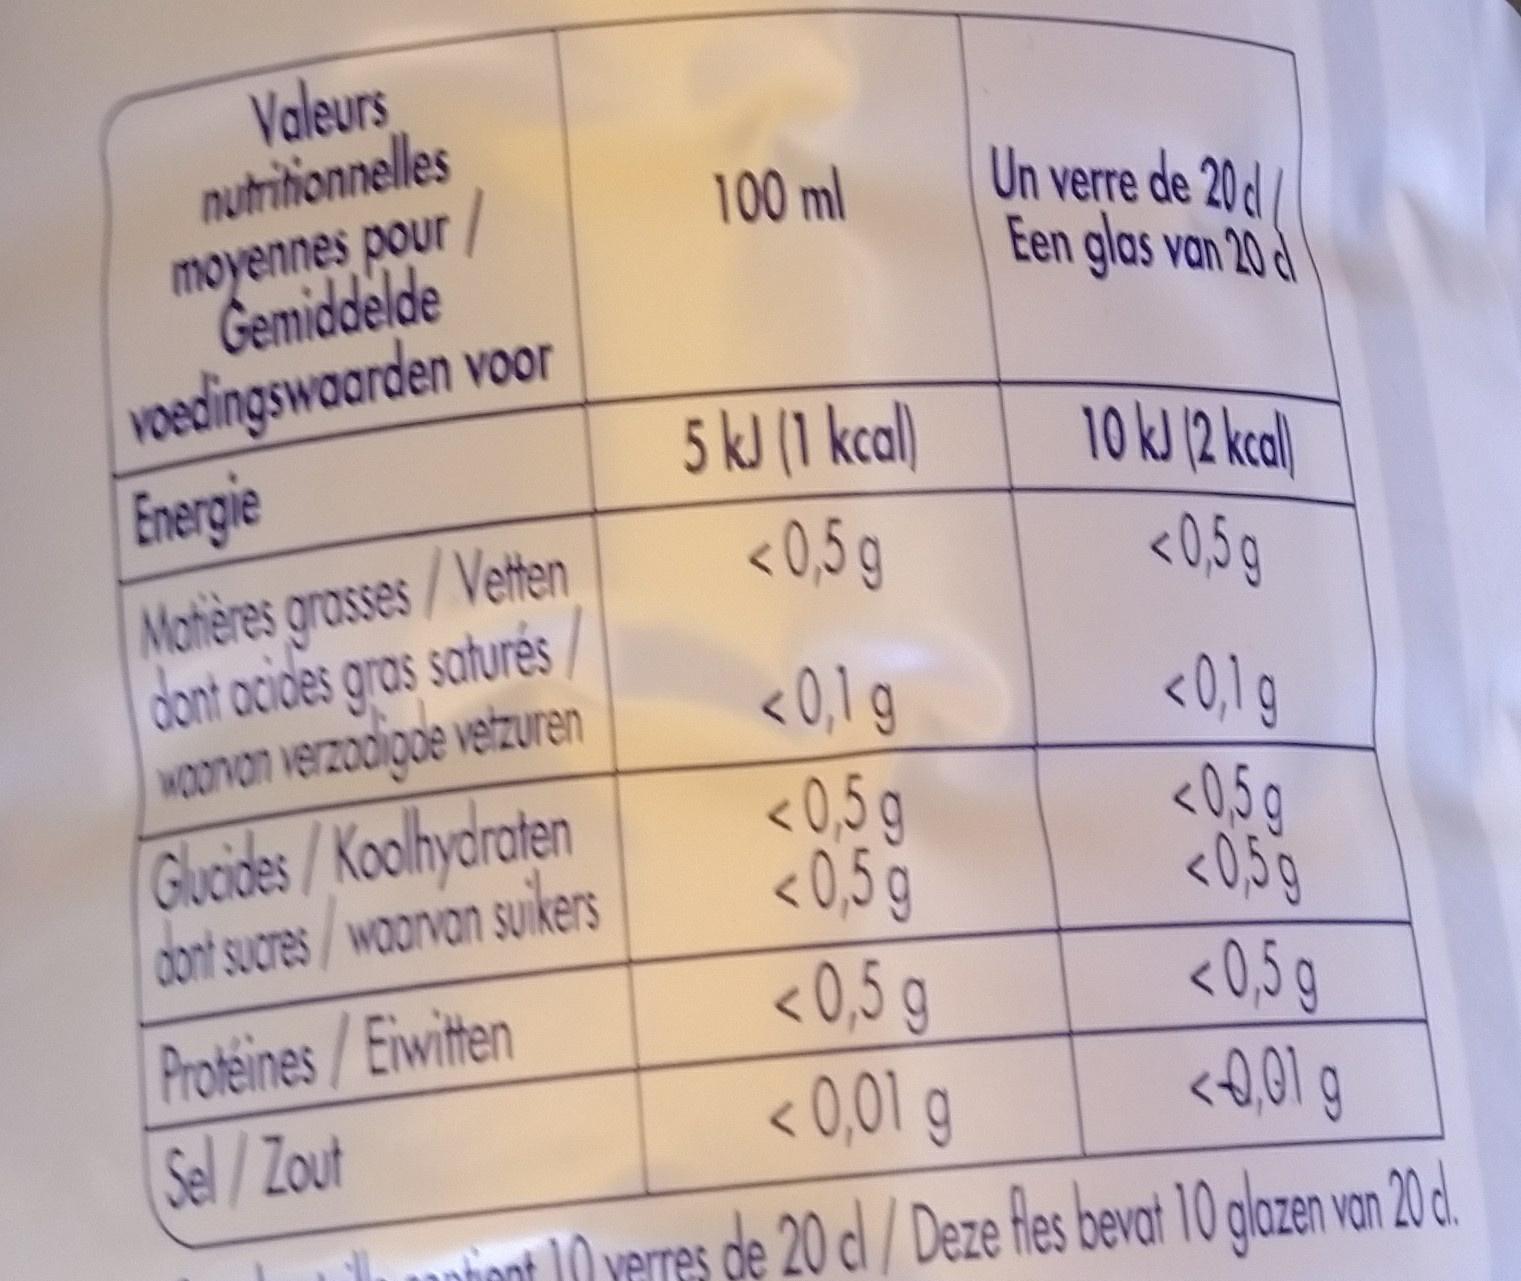 Valeurs
nutritionnelles
moyennes pour /
Gemiddelde
voedingswaarden voor
100 ml
Un verre de 20 cl /
Een glas van 20 cl
Energie
5 kJ (1 kcal)
10 kJ (2 kcal)
Matières grasses / Vetten
< 0,5 g
< 0,5 g
dont acides gras saturés /
waarvan verzadigde vetzuren
< 0,1 g
< 0,1 g
Glucides / Koolhydraten
< 0,5 g
< 0,5 g
dont sucres / waarvan suikers
< 0,5 g
< 0,5 g
Protéines / Eiwitten
< 0,5 g
< 0,5 g
Sel / Zout
< 0,01 g
< 0,01 g
contient 10 verres de 20 cl / Deze fles bevat 10 glazen van 20 cl.